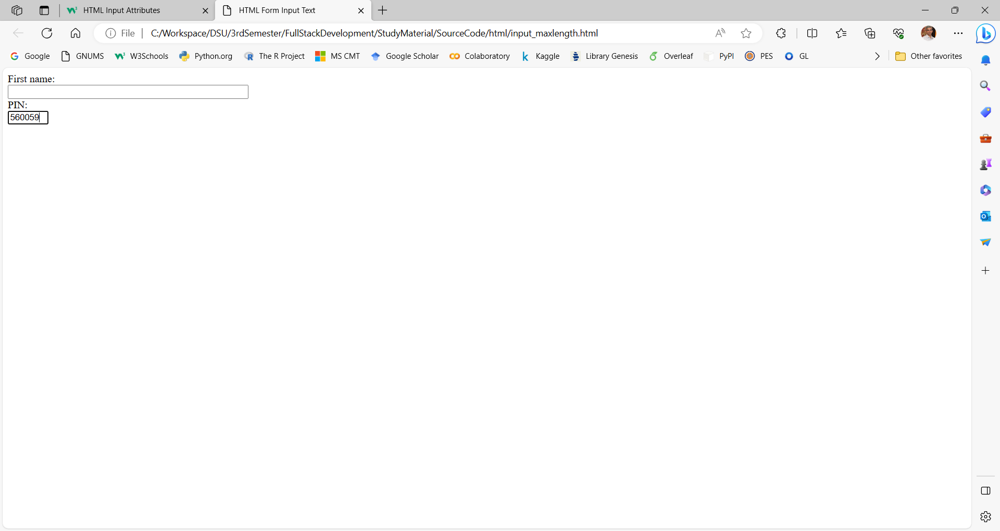 HTML Input Attributes
HTML Form Input Text
File
C:/Workspace/DSU/3rdSemester/FullStackDevelopment/StudyMaterial/SourceCode/html/input_maxlength.html
Google GNUMS W3Schools Python.org The R Project MS CMT Google Scholar Colaboratory Kaggle Library Genesis Overleaf PyPI PES GL Other favorites
First name:
PIN:
560059